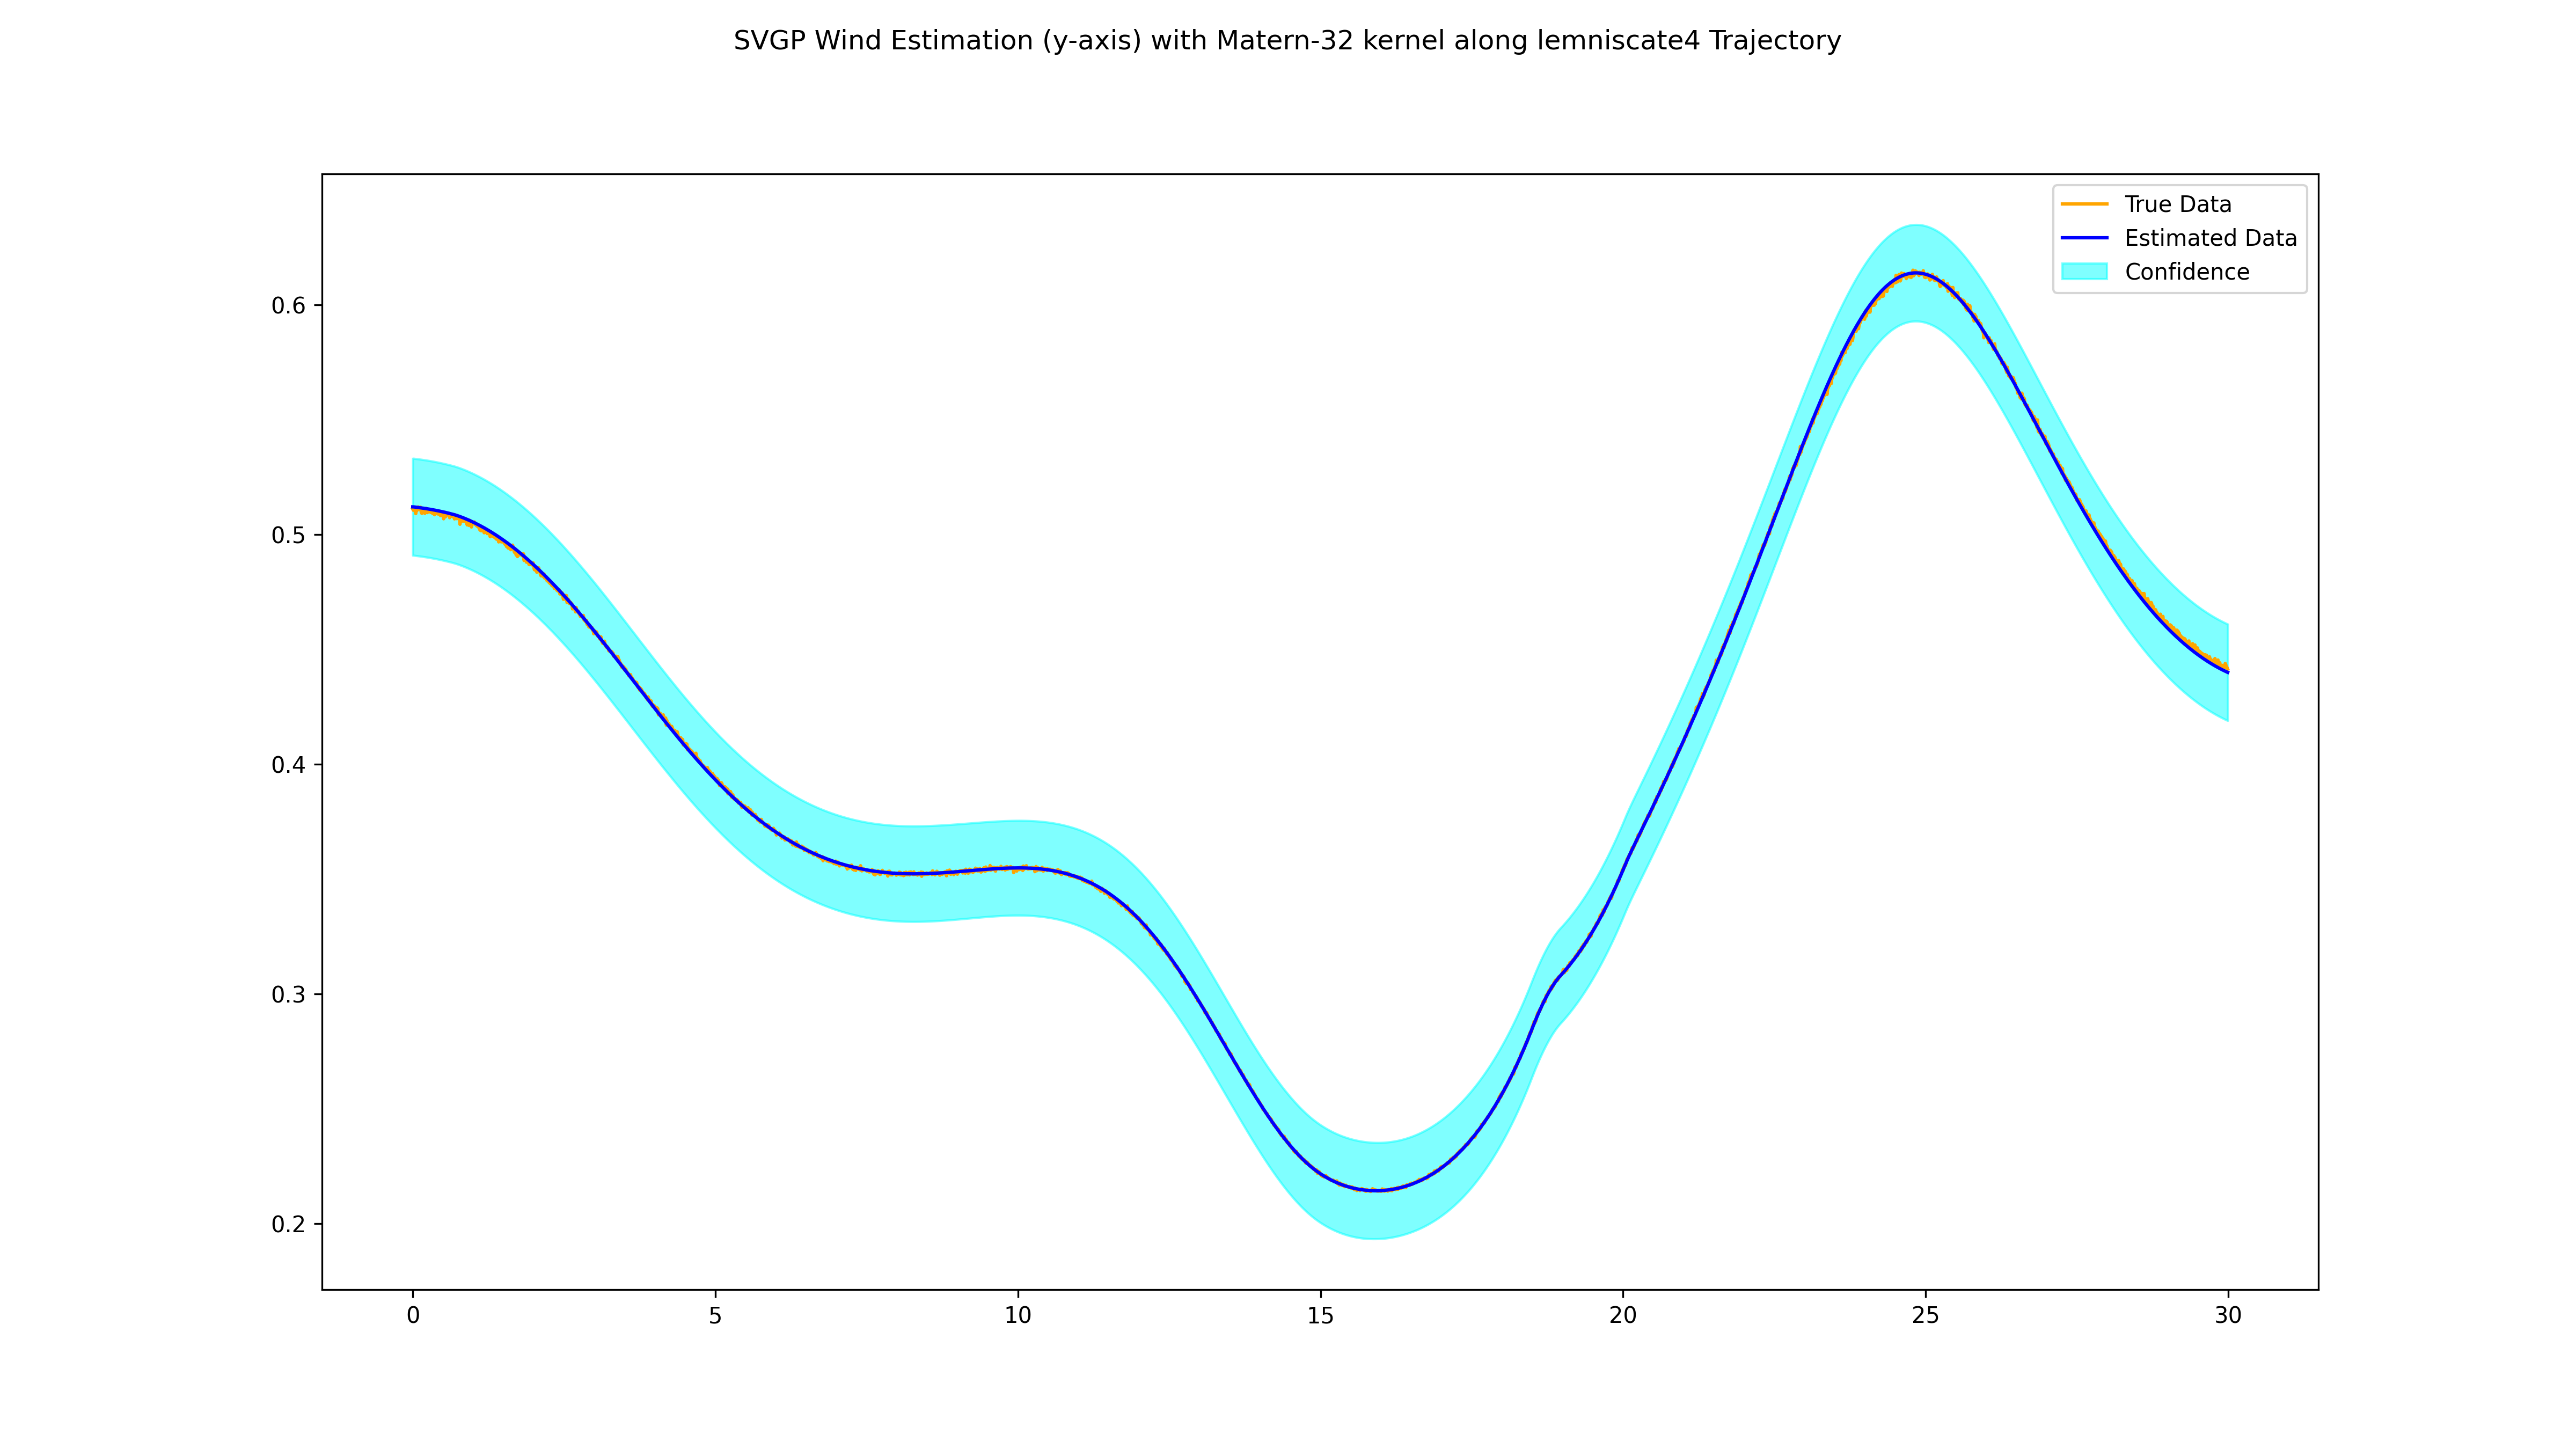 SVGP Wind Estimation (y-axis) with Matern-32 kernel along lemniscate4 Trajectory
True Data
Estimated Data
Confidence
0.6
0.5
0.4
0.3
0.2
0 5 10 15 20 25 30